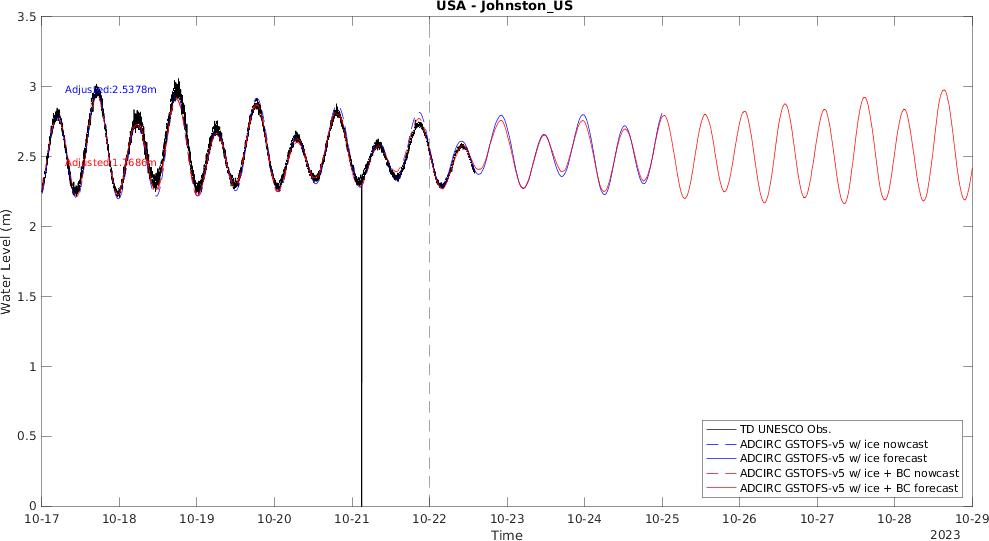 USA - Johnston_US
3.5
3
2.5
2
1.5
1
0.5
0
Water Level (m)
Adjusted:2.5378m
Adjusted:1.7686m
TD UNESCO Obs.
ADCIRC GSTOFS-v5 w/ ice nowcast
ADCIRC GSTOFS-v5 w/ ice forecast
ADCIRC GSTOFS-v5 w/ ice + BC nowcast
ADCIRC GSTOFS-v5 w/ ice + BC forecast
10-17 10-18 10-19 10-20 10-21 10-22 10-23 10-24 10-25 10-26 10-27 10-28 10-29
Time
2023